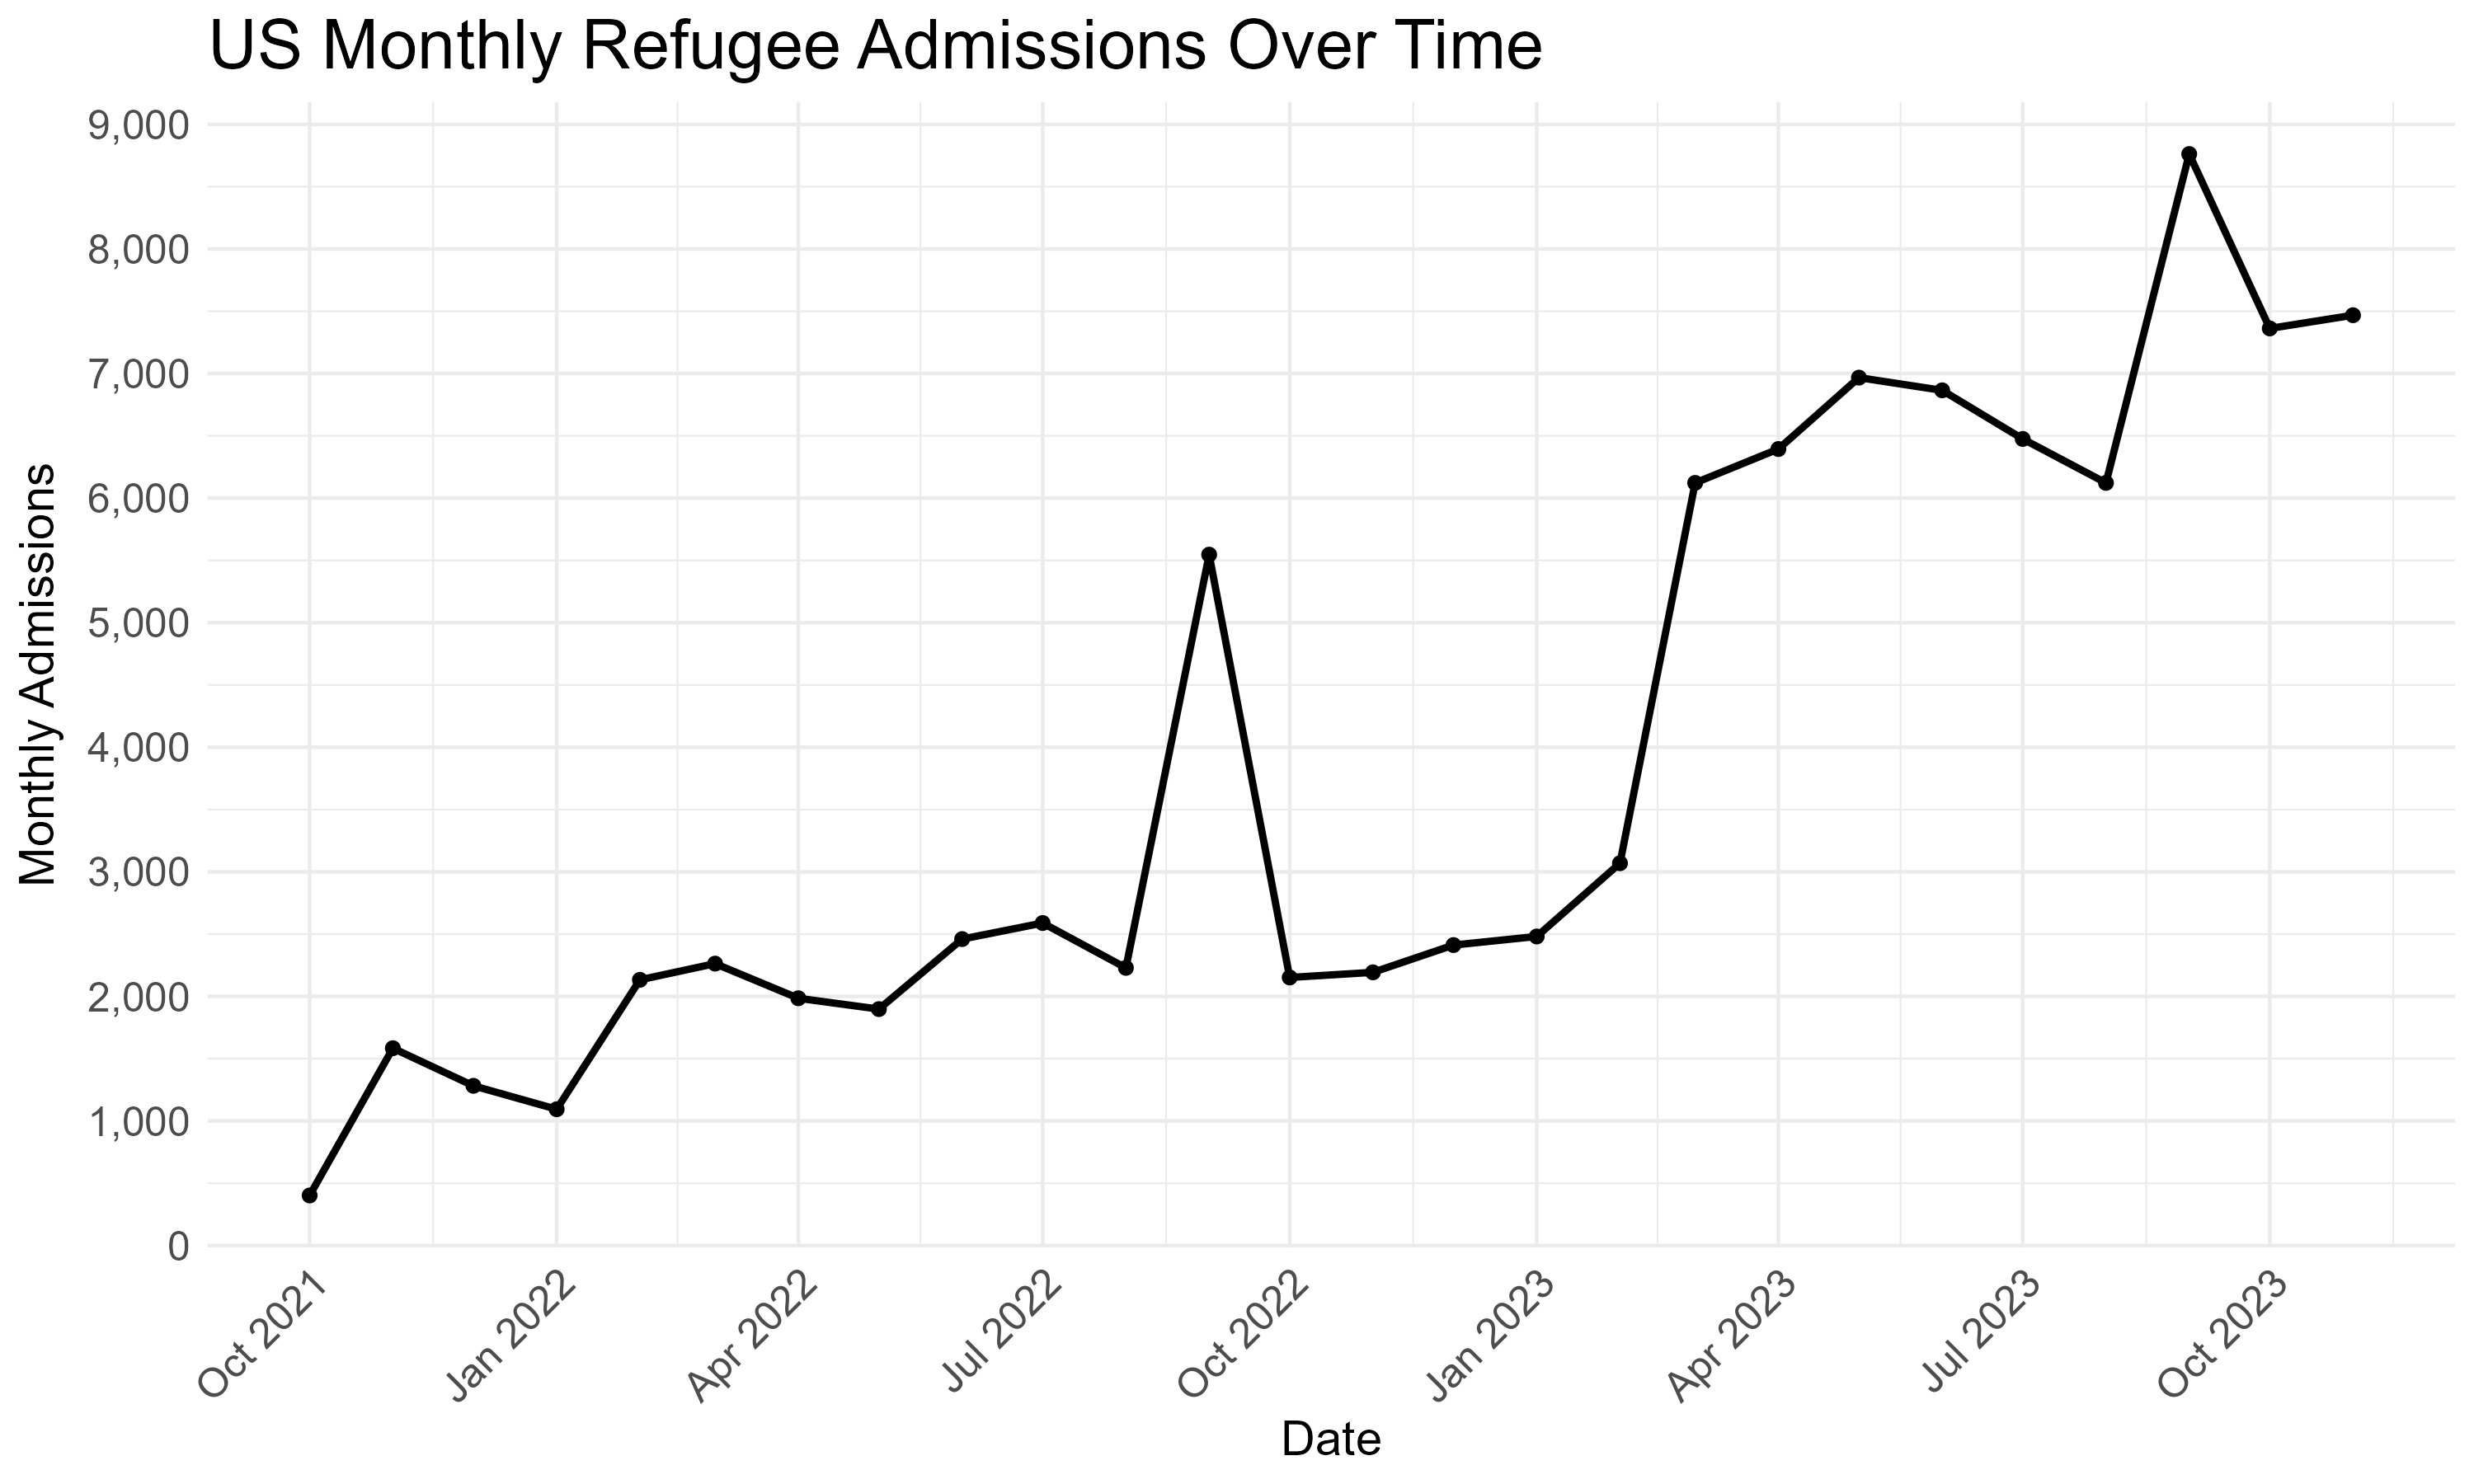 US Monthly Refugee Admissions Over Time
Monthly Admissions
9,000
8,000
7,000
6,000
5,000
4,000
3,000
2,000
1,000
0
Oct 2021
Jan 2022
Apr 2022
Jul 2022
Oct 2022
Jan 2023
Apr 2023
Jul 2023
Oct 2023
Date